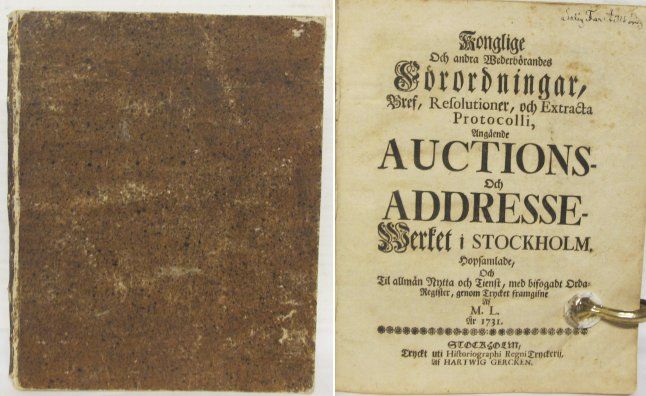 Konglige
Och andra Wederbörandes
Förordningar,
Bref, Resolutioner, och Extracta
Protocolli,
Angående
AUCTIONS-
Och
ADDRESSE-
Werket i STOCKHOLM.
Hopsamlade,
Och
Til allmän Nytta och Tienst, med bifogadt Orda-
Register, genom Trycket framgifne
Af
M. L.
År 1731.
STOCKHOLM,
Tryckt uti Historiographi Regni Tryckerij,
Af HARTWIG GERCKEN.